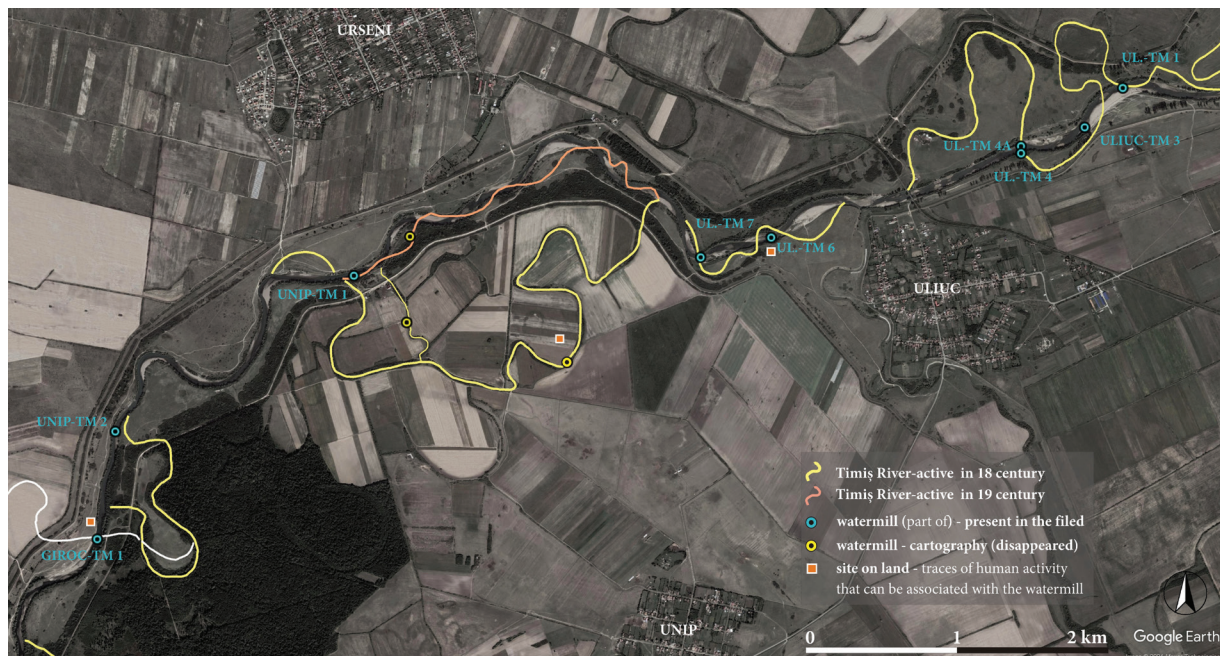 URSENI
UL.-TM 1
ULIUC-TM 3
UL.-TM 4A
UL.-TM 4
UL.-TM 7
UL.-TM 6
UNIP-TM 1
ULIUC
UNIP-TM 2
GIROC-TM 1
UNIP
Timiș River-active in 18 century
Timiș River-active in 19 century
watermill (part of) - present in the filed
watermill - cartography (disappeared)
site on land - traces of human activity
that can be associated with the watermill
0 1 2 km
Google Earth